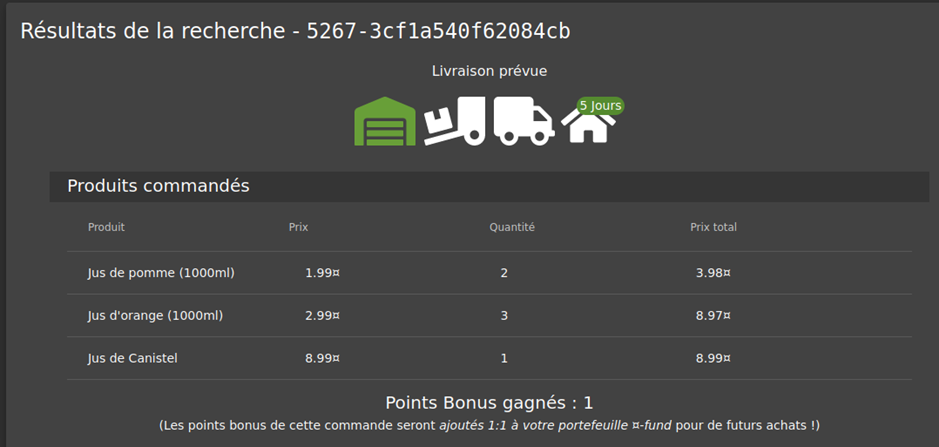 Résultats de la recherche - 5267-3cf1a540f62084cb
Livraison prévue
5 Jours
Produits commandés
Produit Prix Quantité Prix total
Jus de pomme (1000ml) 1.99¤ 2 3.98¤
Jus d'orange (1000ml) 2.99¤ 3 8.97¤
Jus de Canistel 8.99¤ 1 8.99¤
Points Bonus gagnés : 1
(Les points bonus de cette commande seront ajoutés 1:1 à votre portefeuille ¤-fund pour de futurs achats !)